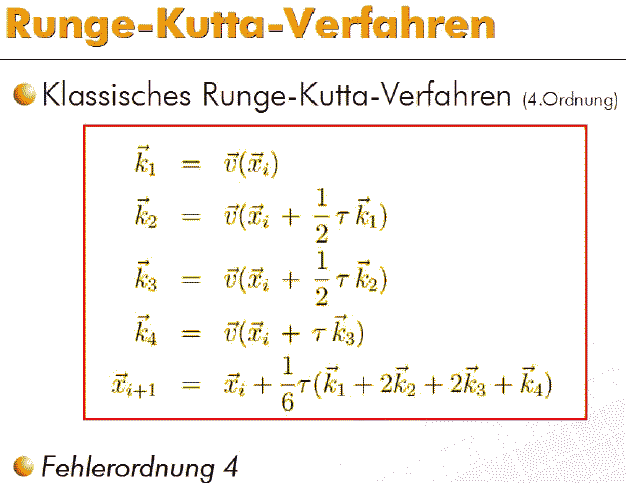 Runge-Kutta-Verfahren
Klassisches Runge-Kutta-Verfahren (4.Ordnung)
k⃗₁ = v⃗(x⃗ᵢ)
k⃗₂ = v⃗(x⃗ᵢ + 1/2 τ k⃗₁)
k⃗₃ = v⃗(x⃗ᵢ + 1/2 τ k⃗₂)
k⃗₄ = v⃗(x⃗ᵢ + τ k⃗₃)
x⃗ᵢ₊₁ = x⃗ᵢ + 1/6 τ(k⃗₁ + 2k⃗₂ + 2k⃗₃ + k⃗₄)
Fehlerordnung 4